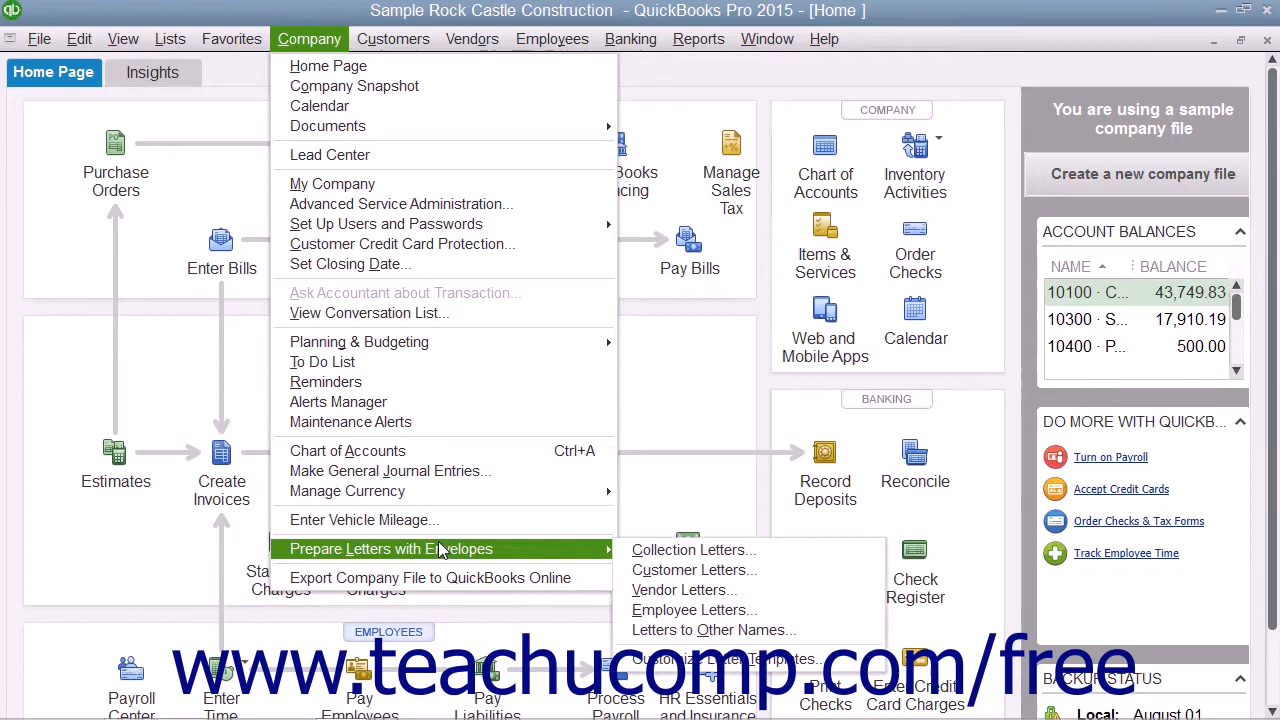 Sample Rock Castle Construction - QuickBooks Pro 2015 - [Home ]
File Edit View Lists Favorites Company Customers Vendors Employees Banking Reports Window Help
Home Page Insights
Home Page
Company Snapshot
Calendar
Documents
Lead Center
My Company
Advanced Service Administration...
Set Up Users and Passwords
Customer Credit Card Protection...
Set Closing Date...
Ask Accountant about Transaction...
View Conversation List...
Planning & Budgeting
To Do List
Reminders
Alerts Manager
Maintenance Alerts
Chart of Accounts Ctrl+A
Make General Journal Entries...
Manage Currency
Enter Vehicle Mileage...
Prepare Letters with Envelopes
Export Company File to QuickBooks Online
Collection Letters...
Customer Letters...
Vendor Letters...
Employee Letters...
Letters to Other Names...
Customize Letter Templates...
Purchase
Orders
Manage
Sales
Tax
Enter Bills
Pay Bills
Estimates
Create
Invoices
Charges Charges
Record
Deposits
Reconcile
COMPANY
Chart of
Accounts
Inventory
Activities
Items &
Services
Order
Checks
Web and
Mobile Apps
Calendar
BANKING
Check
Register
Print
Checks
Enter Credit
Card Charges
EMPLOYEES
Payroll
Center
Enter
Time
Pay
Employees
Pay
Liabilities
Process
Payroll
HR Essentials
and Insurance
You are using a sample
company file
Create a new company file
ACCOUNT BALANCES
NAME BALANCE
10100 · C... 43,749.83
10300 · S... 17,910.19
10400 · P... 500.00
DO MORE WITH QUICKB...
Turn on Payroll
Accept Credit Cards
Order Checks & Tax Forms
Track Employee Time
BACKUP STATUS
Local: August 01
www.teachucomp.com/free